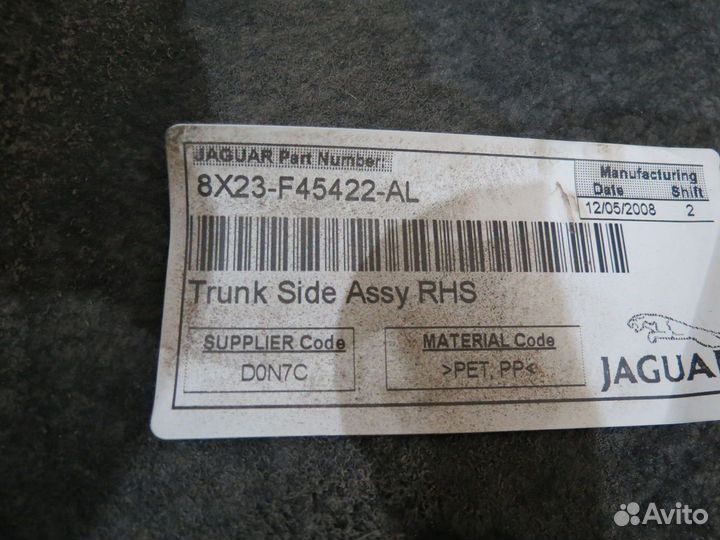 JAGUAR Part Number:
8X23-F45422-AL
Manufacturing
Date Shift
12/05/2008 2
Trunk Side Assy RHS
SUPPLIER Code
D0N7C
MATERIAL Code
>PET, PP<
JAGUAR
Avito